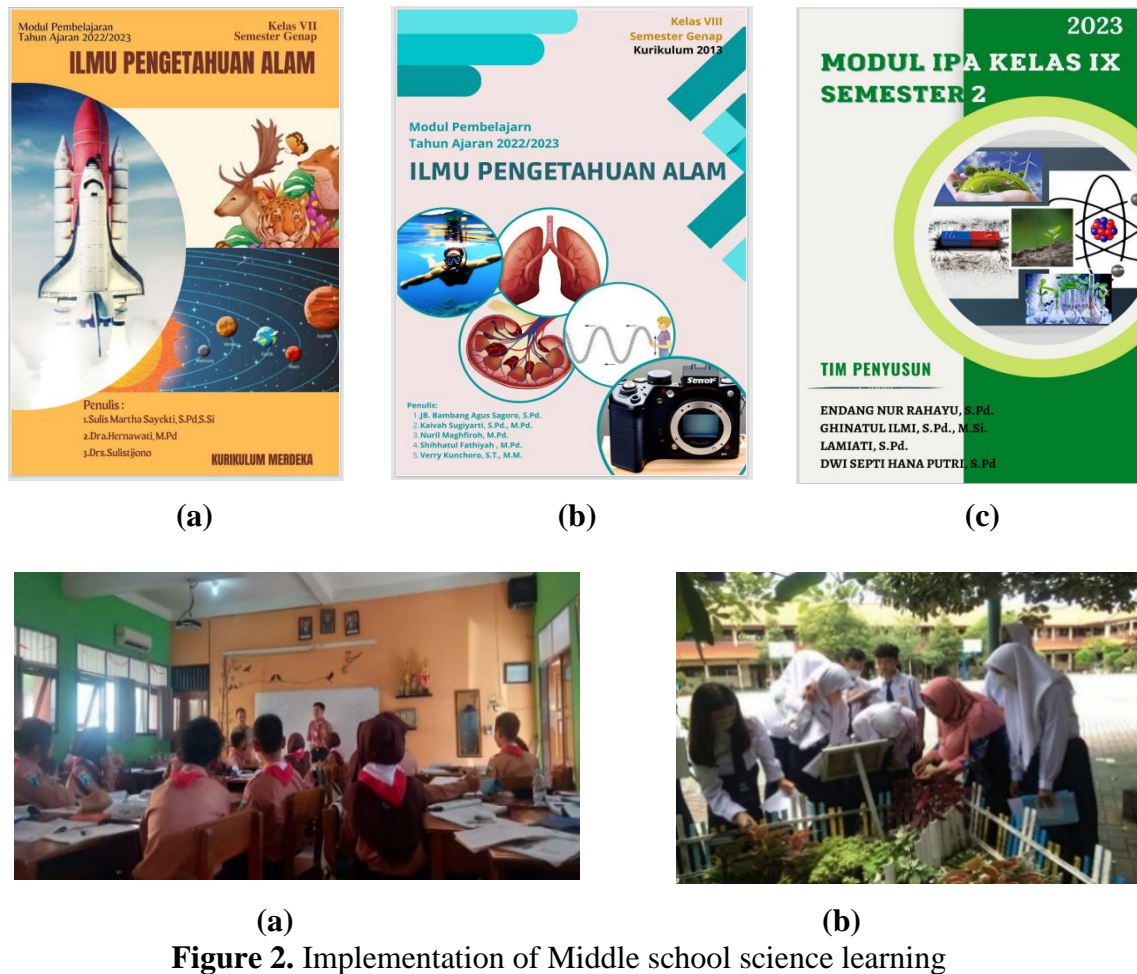 Modul Pembelajaran
Tahun Ajaran 2022/2023
Kelas VII
Semester Genap
ILMU PENGETAHUAN ALAM
Mercury
Venus
Earth
Mars
Jupiter
Penulis :
1.Sulis Martha Sayekti, S.Pd,S.Si
2.Dra.Hernawati, M.Pd
3.Drs.Sulistijono
KURIKULUM MERDEKA
(a)
Kelas VIII
Semester Genap
Kurikulum 2013
Modul Pembelajarn
Tahun Ajaran 2022/2023
ILMU PENGETAHUAN ALAM
Penulis:
1. JB. Bambang Agus Sagoro, S.Pd.
2. Kaivah Sugiyarti, S.Pd., M.Pd.
3. Nuril Maghfiroh, M.Pd.
4. Shihhatul Fathiyah , M.Pd.
5. Verry Kunchoro, S.T., M.M.
(b)
2023
MODUL IPA KELAS IX
SEMESTER 2
TIM PENYUSUN
ENDANG NUR RAHAYU, S.Pd.
GHINATUL ILMI, S.Pd., M.Si.
LAMIATI, S.Pd.
DWI SEPTI HANA PUTRI, S.Pd
(c)
(a)
(b)
Figure 2. Implementation of Middle school science learning